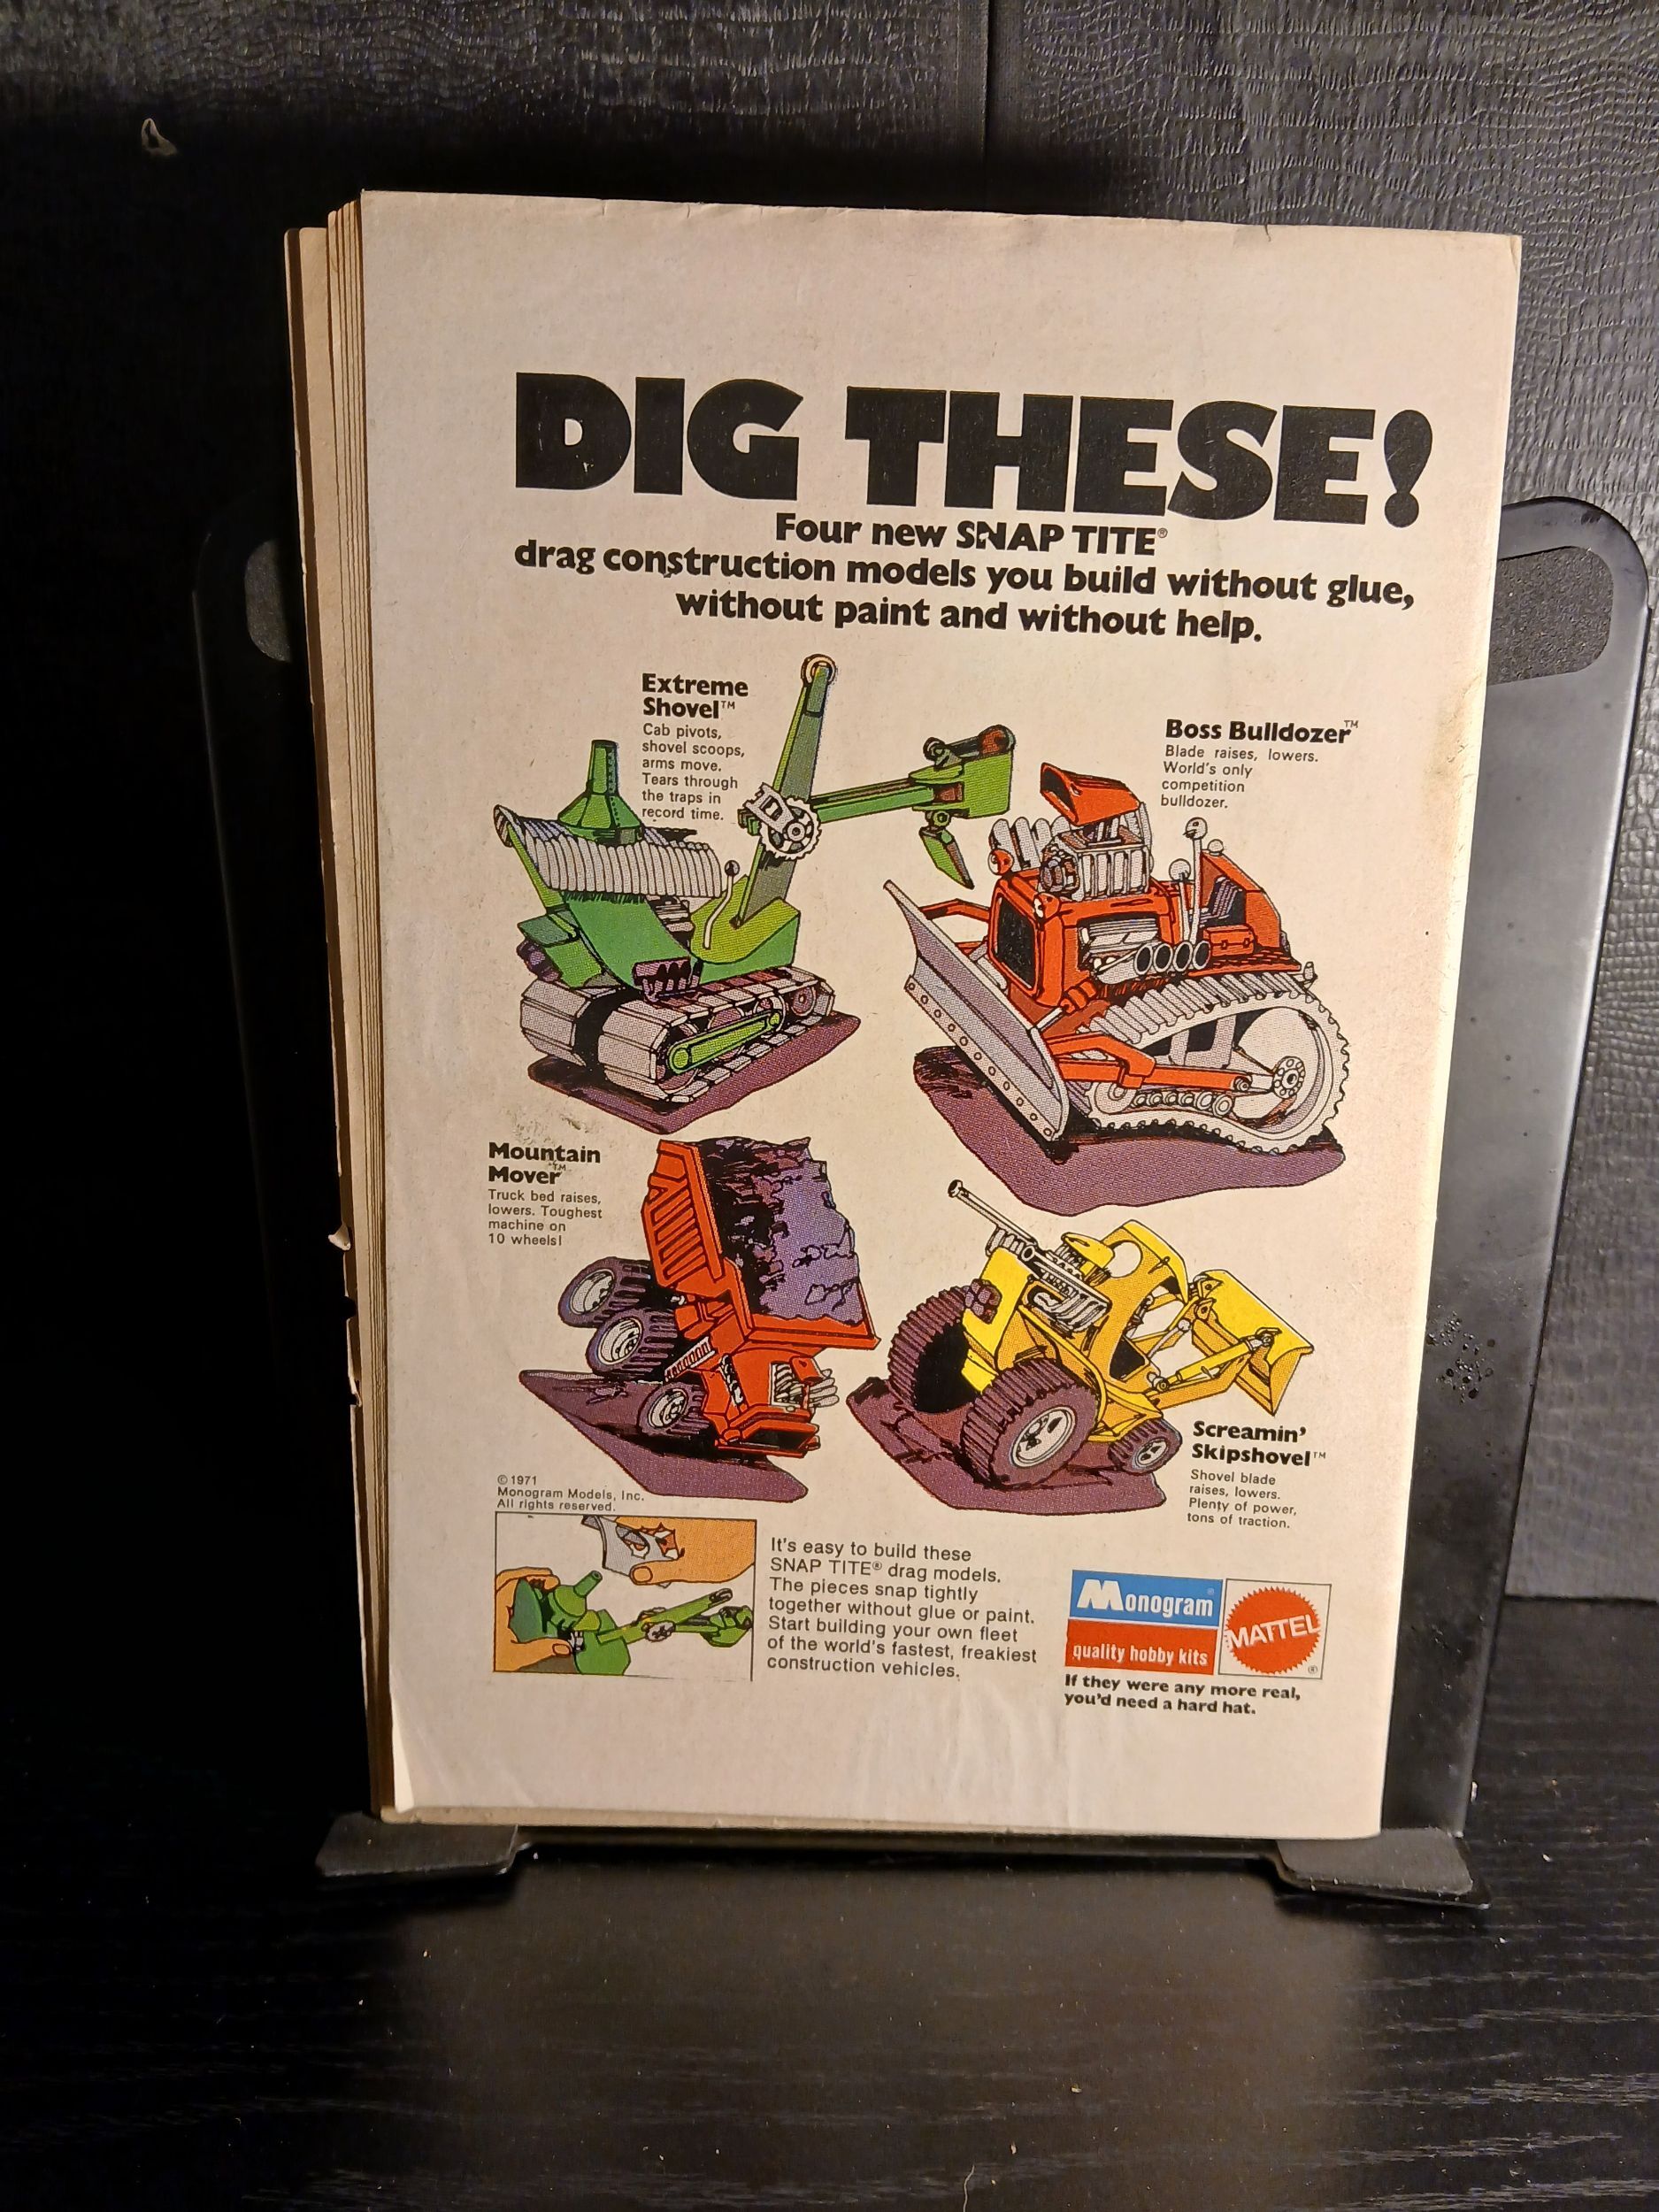 DIG THESE!
Four new SNAP TITE®
drag construction models you build without glue,
without paint and without help.
Extreme
Shovel™
Cab pivots,
shovel scoops,
arms move.
Tears through
the traps in
record time.
Boss Bulldozer™
Blade raises, lowers.
World's only
competition
bulldozer.
Mountain
Mover™
Truck bed raises,
lowers. Toughest
machine on
10 wheels!
Screamin'
Skipshovel™
Shovel blade
raises, lowers.
Plenty of power,
tons of traction.
© 1971
Monogram Models, Inc.
All rights reserved.
It's easy to build these
SNAP TITE® drag models.
The pieces snap tightly
together without glue or paint.
Start building your own fleet
of the world's fastest, freakiest
construction vehicles.
Monogram®
quality hobby kits
MATTEL®
If they were any more real,
you'd need a hard hat.